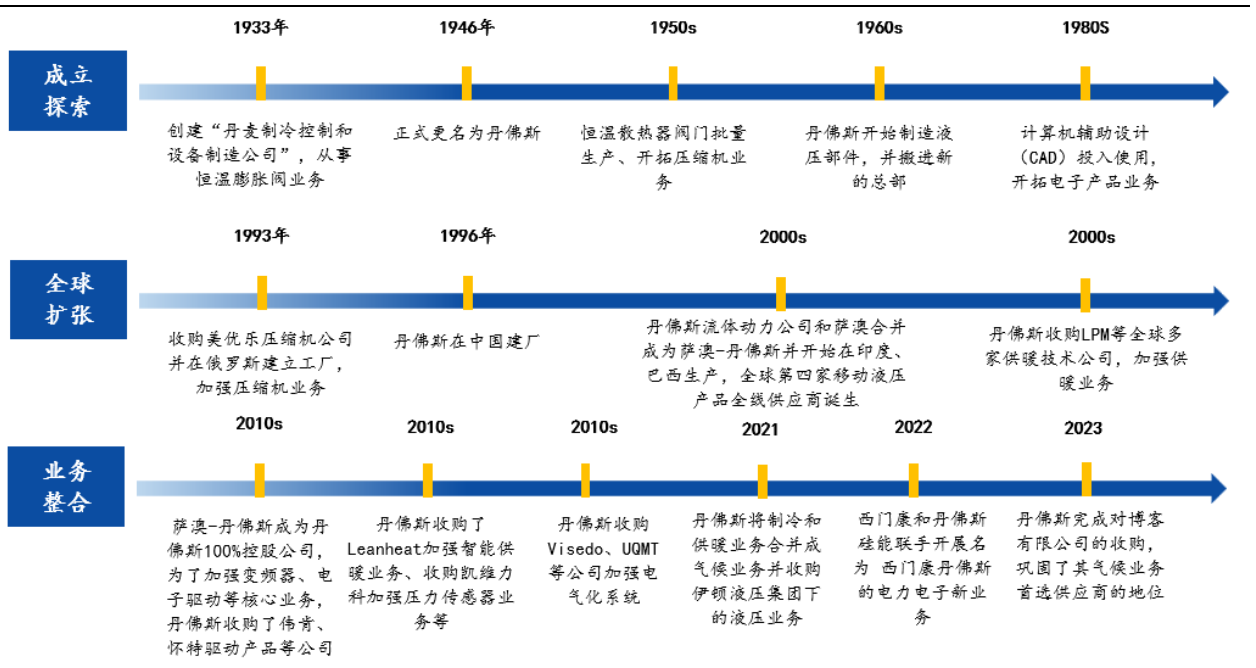 1933年
1946年
1950s
1960s
1980S
成立
探索
创建“丹麦制冷控制和
设备制造公司”，从事
恒温膨胀阀业务
正式更名为丹佛斯
恒温散热器阀门批量
生产、开拓压缩机业
务
丹佛斯开始制造液
压部件，并搬进新
的总部
计算机辅助设计
（CAD）投入使用，
开拓电子产品业务
1993年
1996年
2000s
2000s
全球
扩张
收购美优乐压缩机公司
并在俄罗斯建立工厂，
加强压缩机业务
丹佛斯在中国建厂
丹佛斯流体动力公司和萨澳合并
成为萨澳-丹佛斯并开始在印度、
巴西生产，全球第四家移动液压
产品全线供应商诞生
丹佛斯收购LPM等全球多
家供暖技术公司，加强供
暖业务
2010s
2010s
2010s
2021
2022
2023
业务
整合
萨澳-丹佛斯成为丹
佛斯100%控股公司，
为了加强变频器、电
子驱动等核心业务，
丹佛斯收购了伟肯、
怀特驱动产品等公司
丹佛斯收购了
Leanheat加强智能供
暖业务、收购凯维力
科加强压力传感器业
务等
丹佛斯收购
Visedo、UQMT
等公司加强电
气化系统
丹佛斯将制冷和
供暖业务合并成
气候业务并收购
伊顿液压集团下
的液压业务
西门康和丹佛斯
硅能联手开展名
为 西门康丹佛斯
的电力电子新业
务
丹佛斯完成对博客
有限公司的收购，
巩固了其气候业务
首选供应商的地位